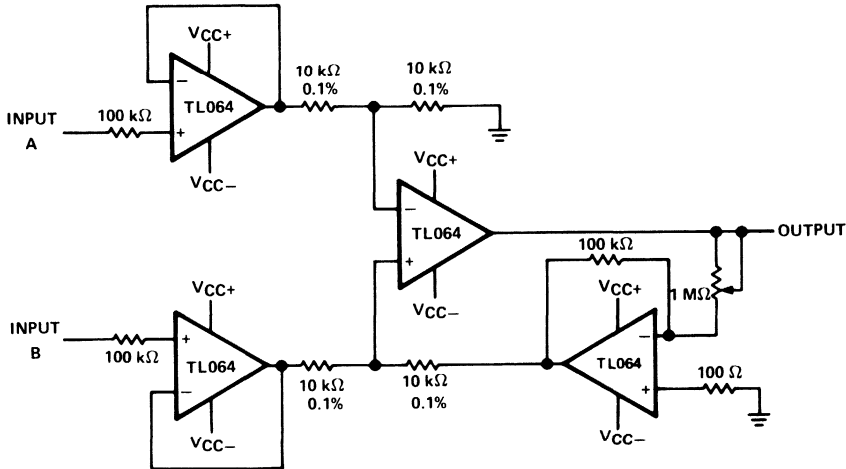 VCC+
10 kΩ
0.1%
10 kΩ
0.1%
−
TL064
100 kΩ
INPUT
A
+
VCC−
VCC+
−
TL064
+
VCC−
OUTPUT
100 kΩ
1 MΩ
VCC+
VCC+
INPUT
B
100 kΩ
+
TL064
−
VCC−
10 kΩ
0.1%
10 kΩ
0.1%
−
TL064
+
100 Ω
VCC−